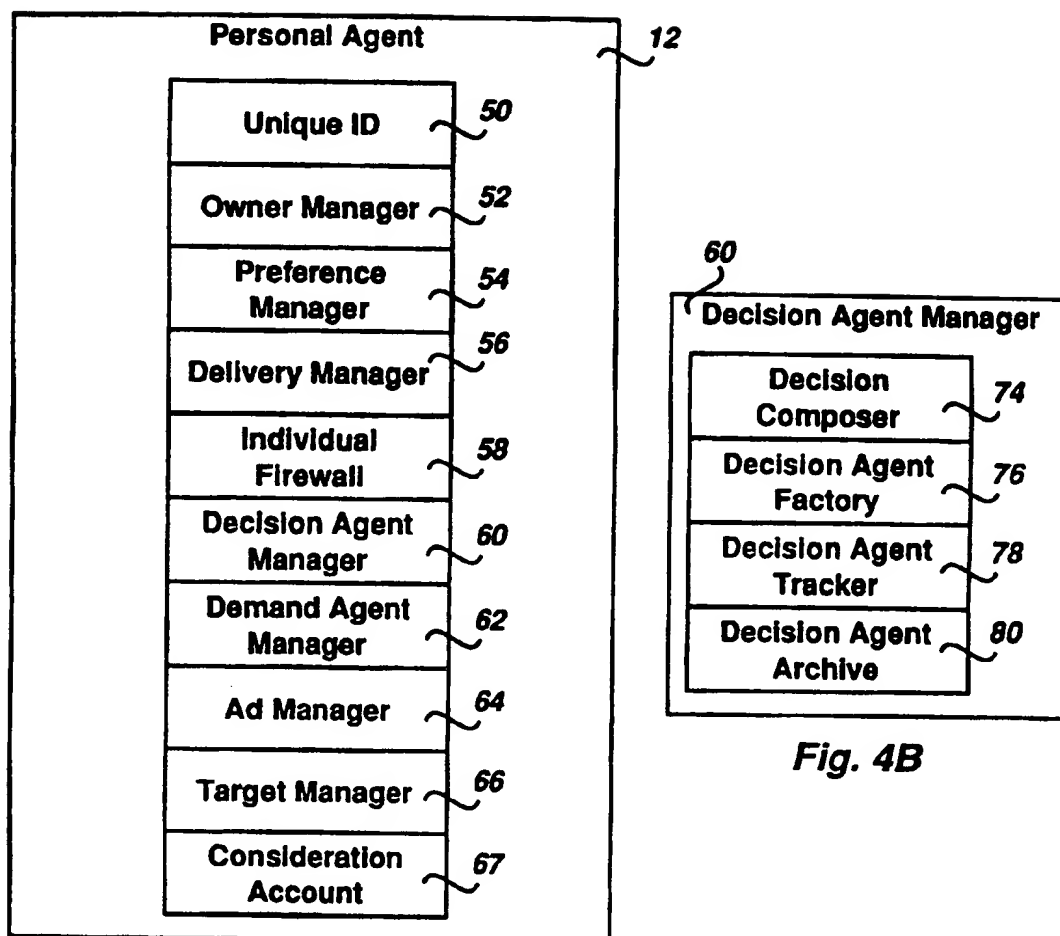 Personal Agent
12
Unique ID
50
Owner Manager
52
Preference
Manager
54
Delivery Manager
56
Individual
Firewall
58
Decision Agent
Manager
60
Demand Agent
Manager
62
Ad Manager
64
Target Manager
66
Consideration
Account
67
60
Decision Agent Manager
Decision
Composer
74
Decision Agent
Factory
76
Decision Agent
Tracker
78
Decision Agent
Archive
80
Fig. 4B